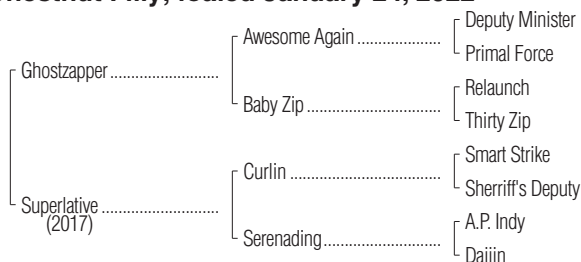 Chestnut Filly; foaled January 24, 2022
Deputy Minister
Awesome Again
Primal Force
Ghostzapper
Relaunch
Baby Zip
Thirty Zip
Smart Strike
Curlin
Sherriff's Deputy
Superlative
(2017)
A.P. Indy
Serenading
Daijin